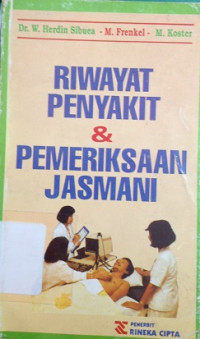 Dr. W. Herdin Sibuea - M. Frenkel - M. Koster
RIWAYAT
PENYAKIT
&
PEMERIKSAAN
JASMANI
PENERBIT
RINEKA CIPTA